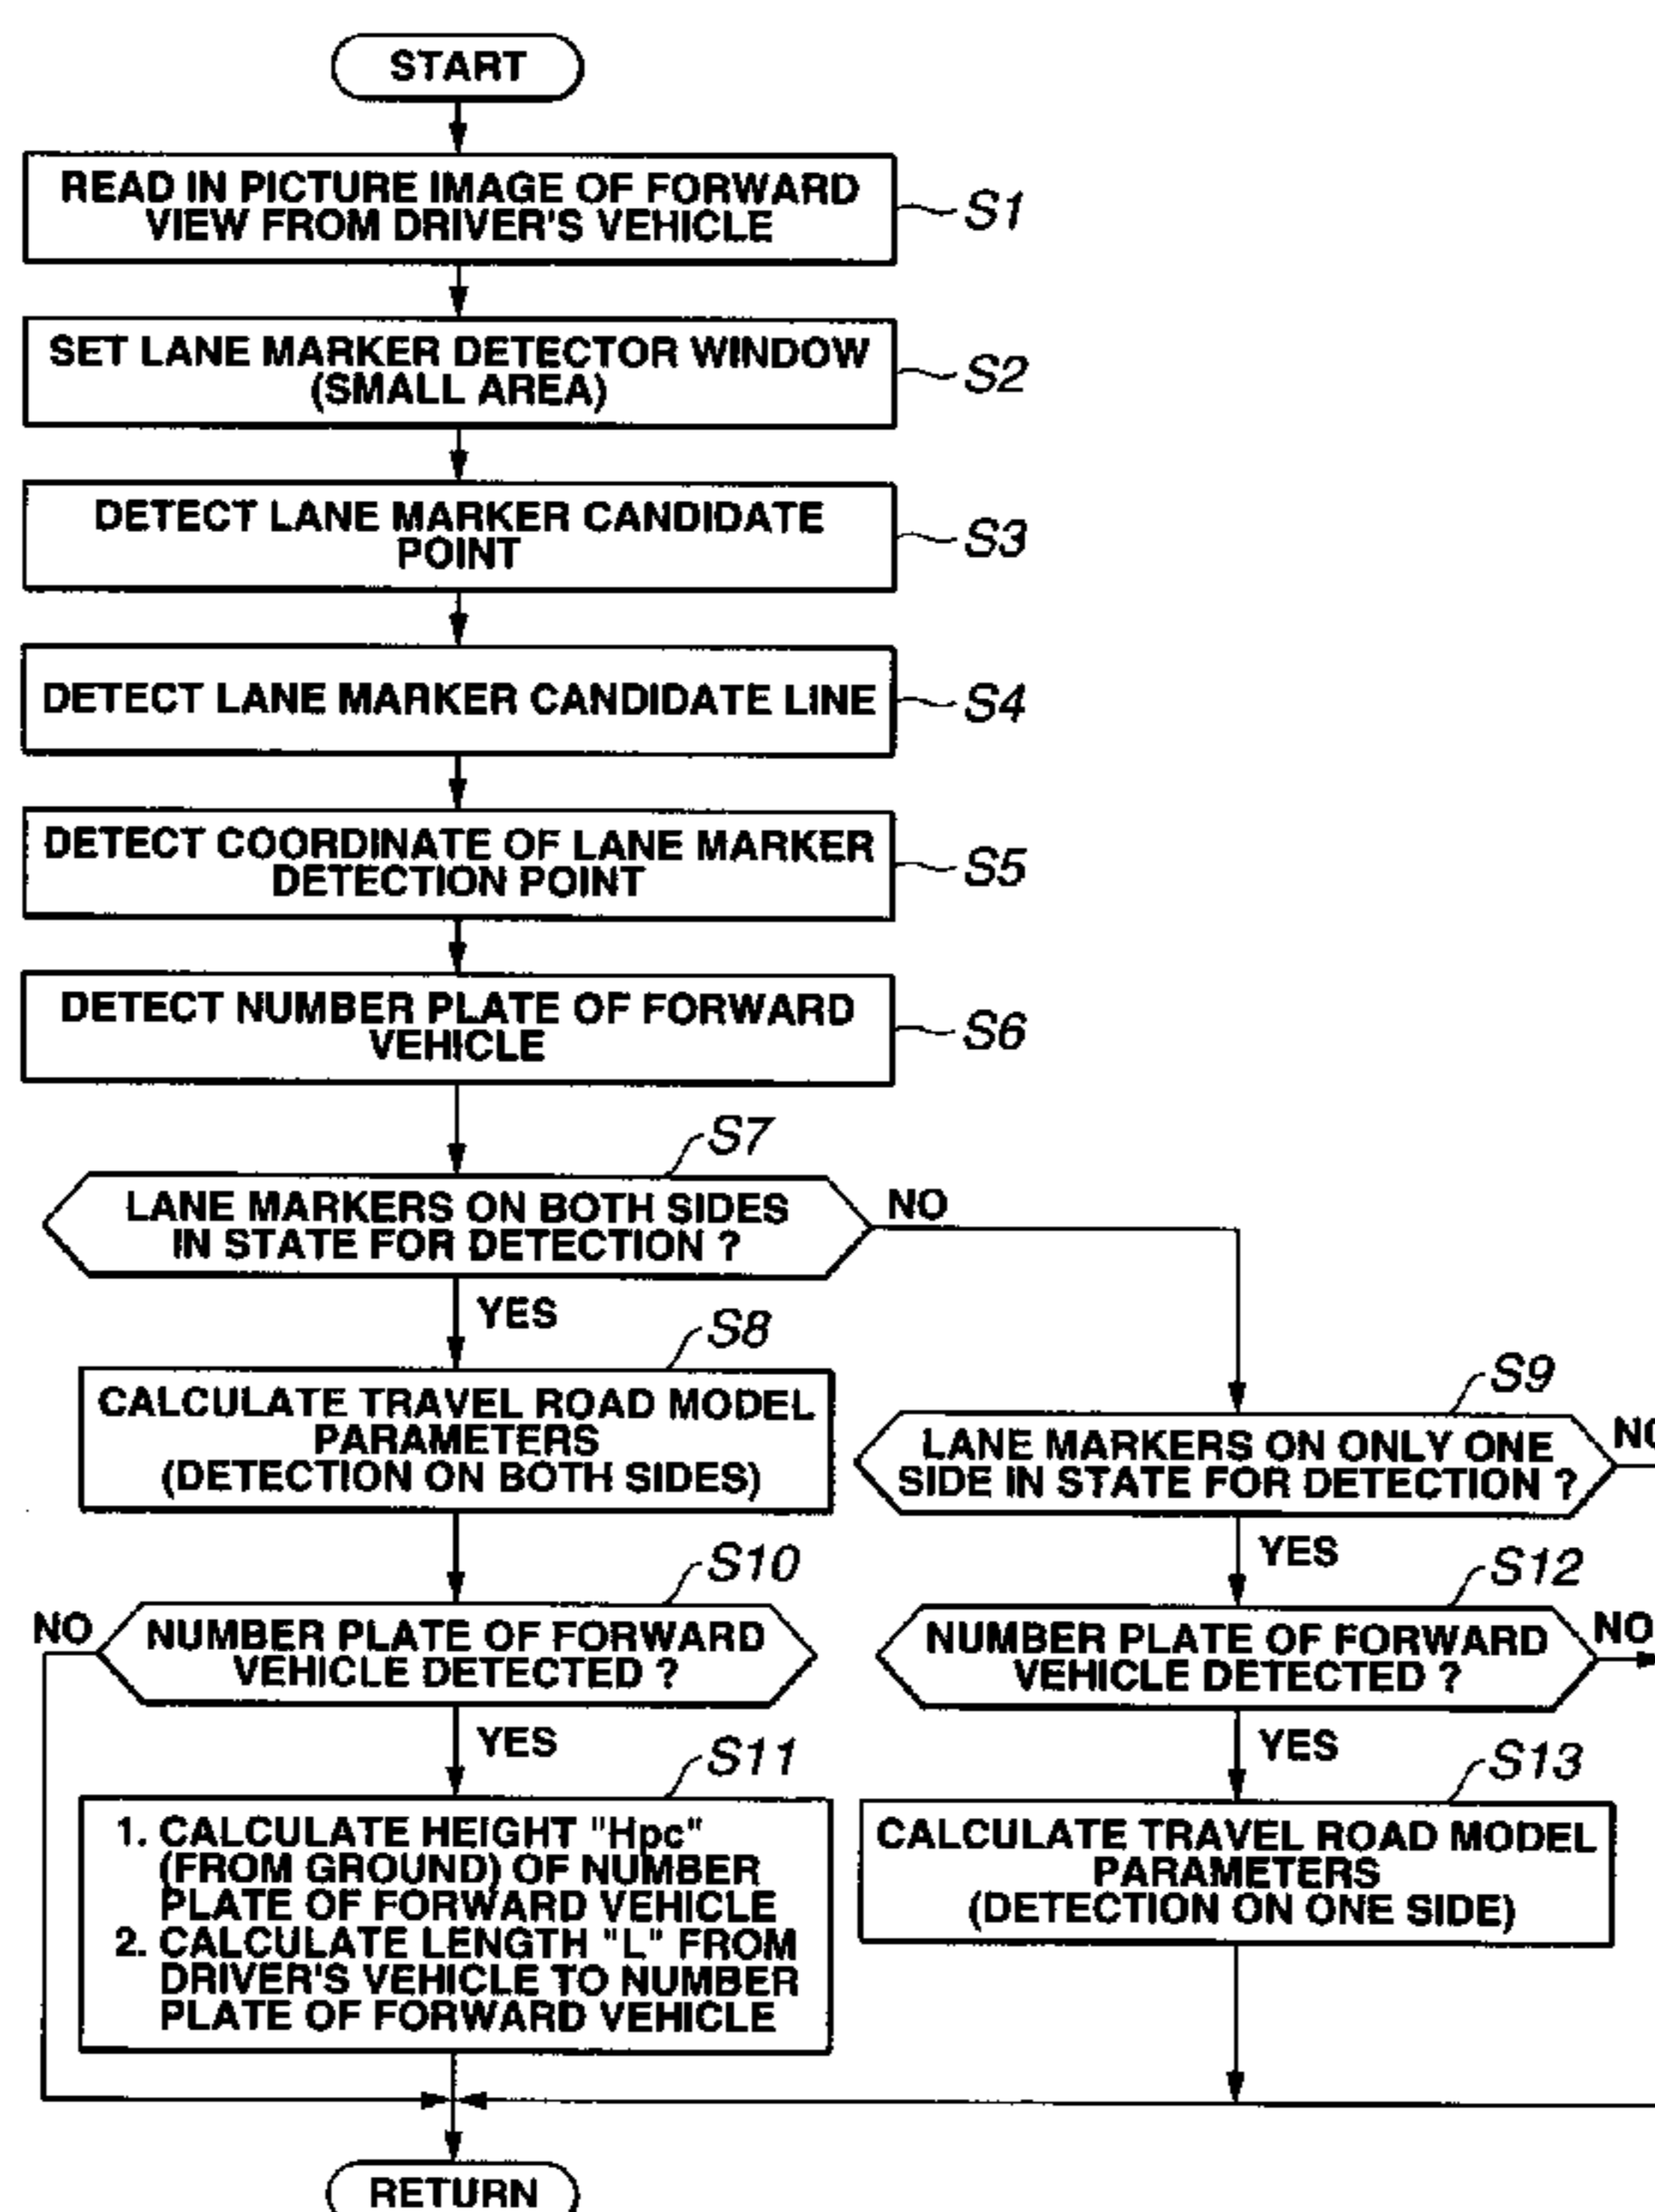 START
READ IN PICTURE IMAGE OF FORWARD
VIEW FROM DRIVER'S VEHICLE
S1
SET LANE MARKER DETECTOR WINDOW
(SMALL AREA)
S2
DETECT LANE MARKER CANDIDATE
POINT
S3
DETECT LANE MARKER CANDIDATE LINE
S4
DETECT COORDINATE OF LANE MARKER
DETECTION POINT
S5
DETECT NUMBER PLATE OF FORWARD
VEHICLE
S6
S7
LANE MARKERS ON BOTH SIDES
IN STATE FOR DETECTION ?
NO
YES
S8
CALCULATE TRAVEL ROAD MODEL
PARAMETERS
(DETECTION ON BOTH SIDES)
S9
LANE MARKERS ON ONLY ONE
SIDE IN STATE FOR DETECTION ?
NO
YES
S10
NO
NUMBER PLATE OF FORWARD
VEHICLE DETECTED ?
YES
S12
NUMBER PLATE OF FORWARD
VEHICLE DETECTED ?
NO
YES
S11
1. CALCULATE HEIGHT "Hpc"
(FROM GROUND) OF NUMBER
PLATE OF FORWARD VEHICLE
2. CALCULATE LENGTH "L" FROM
DRIVER'S VEHICLE TO NUMBER
PLATE OF FORWARD VEHICLE
S13
CALCULATE TRAVEL ROAD MODEL
PARAMETERS
(DETECTION ON ONE SIDE)
RETURN